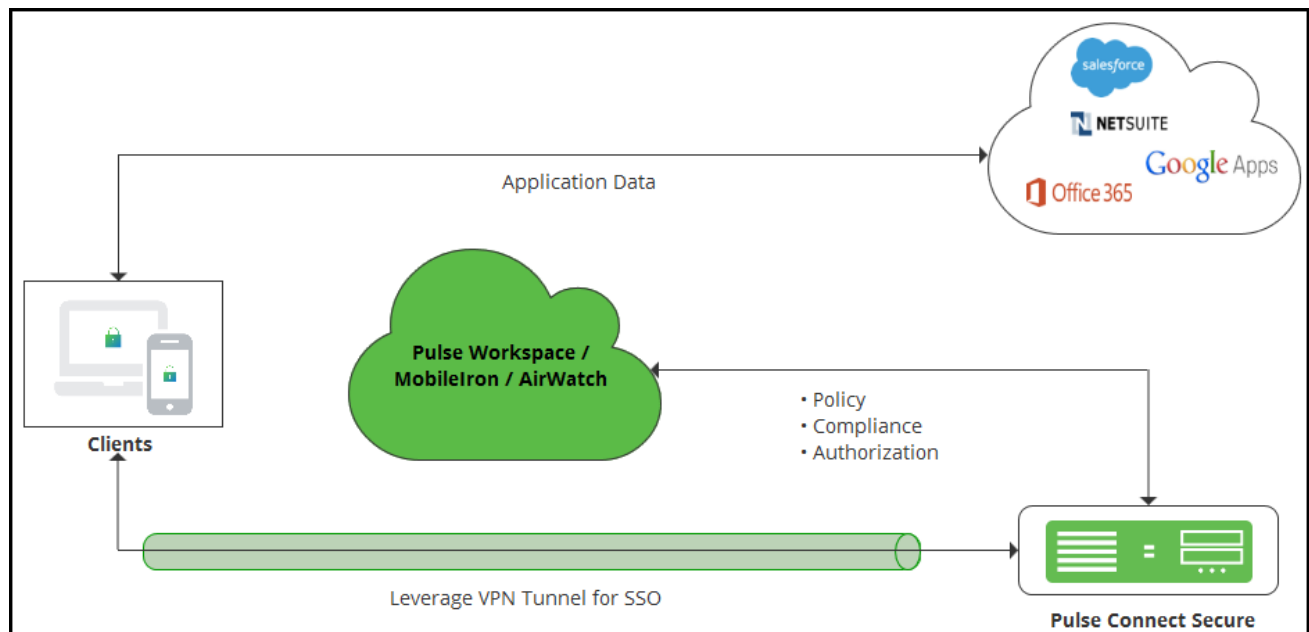 salesforce
NETSUITE
Google Apps
Office 365
Application Data
Pulse Workspace /
MobileIron / AirWatch
• Policy
• Compliance
• Authorization
Clients
Leverage VPN Tunnel for SSO
Pulse Connect Secure